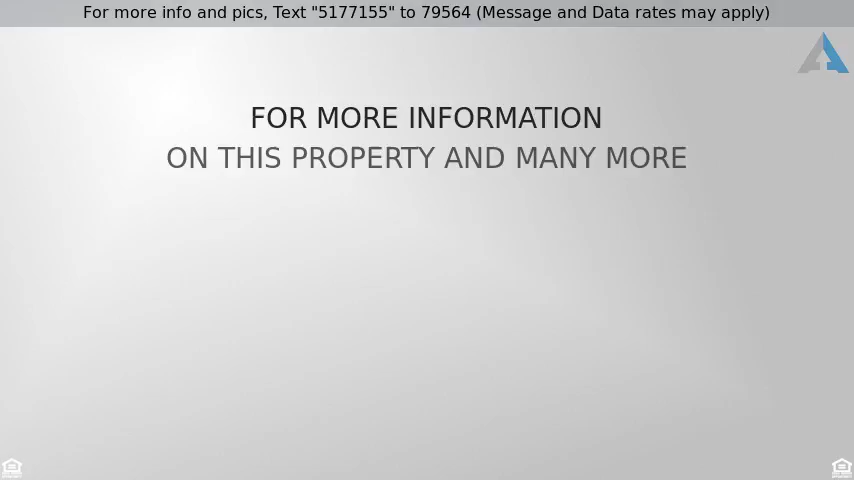 For more info and pics, Text "5177155" to 79564 (Message and Data rates may apply)
FOR MORE INFORMATION
ON THIS PROPERTY AND MANY MORE